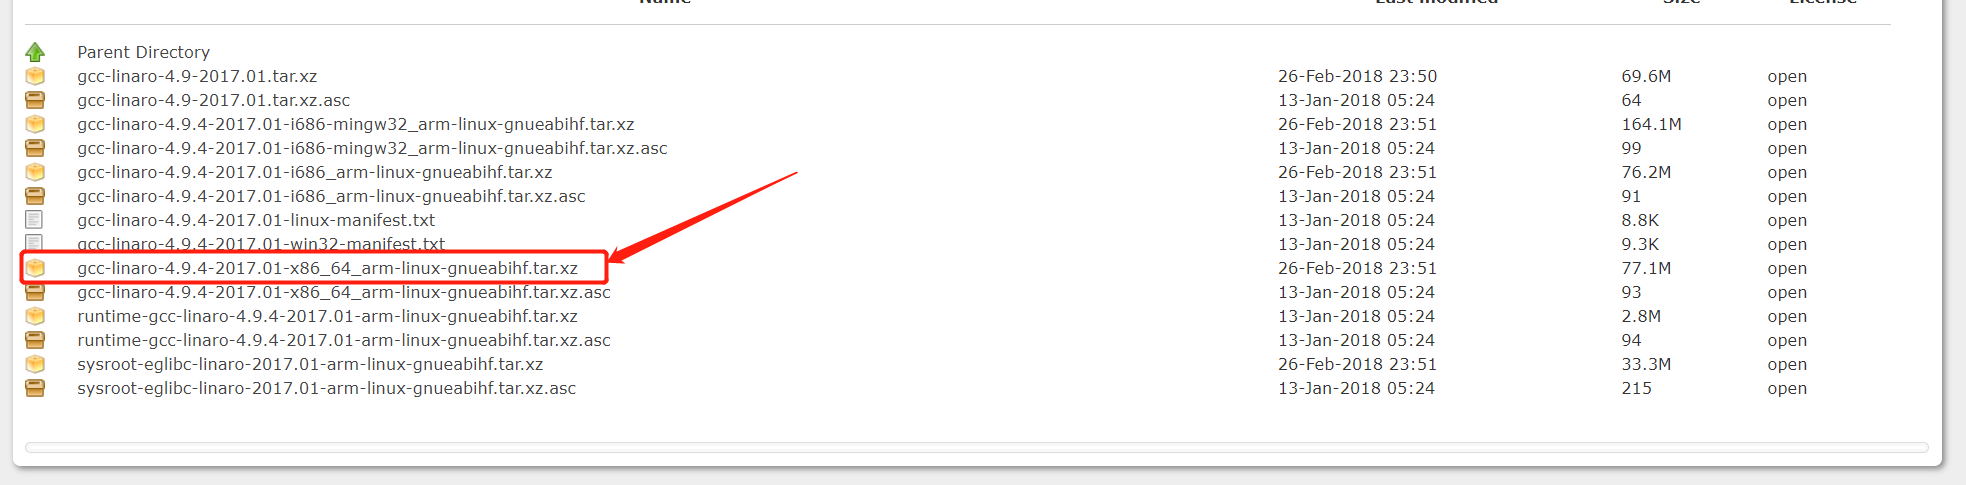 Name Last modified Size License
Parent Directory
gcc-linaro-4.9-2017.01.tar.xz 26-Feb-2018 23:50 69.6M open
gcc-linaro-4.9-2017.01.tar.xz.asc 13-Jan-2018 05:24 64 open
gcc-linaro-4.9.4-2017.01-i686-mingw32_arm-linux-gnueabihf.tar.xz 26-Feb-2018 23:51 164.1M open
gcc-linaro-4.9.4-2017.01-i686-mingw32_arm-linux-gnueabihf.tar.xz.asc 13-Jan-2018 05:24 99 open
gcc-linaro-4.9.4-2017.01-i686_arm-linux-gnueabihf.tar.xz 26-Feb-2018 23:51 76.2M open
gcc-linaro-4.9.4-2017.01-i686_arm-linux-gnueabihf.tar.xz.asc 13-Jan-2018 05:24 91 open
gcc-linaro-4.9.4-2017.01-linux-manifest.txt 13-Jan-2018 05:24 8.8K open
gcc-linaro-4.9.4-2017.01-win32-manifest.txt 13-Jan-2018 05:24 9.3K open
gcc-linaro-4.9.4-2017.01-x86_64_arm-linux-gnueabihf.tar.xz 26-Feb-2018 23:51 77.1M open
gcc-linaro-4.9.4-2017.01-x86_64_arm-linux-gnueabihf.tar.xz.asc 13-Jan-2018 05:24 93 open
runtime-gcc-linaro-4.9.4-2017.01-arm-linux-gnueabihf.tar.xz 13-Jan-2018 05:24 2.8M open
runtime-gcc-linaro-4.9.4-2017.01-arm-linux-gnueabihf.tar.xz.asc 13-Jan-2018 05:24 94 open
sysroot-eglibc-linaro-2017.01-arm-linux-gnueabihf.tar.xz 26-Feb-2018 23:51 33.3M open
sysroot-eglibc-linaro-2017.01-arm-linux-gnueabihf.tar.xz.asc 13-Jan-2018 05:24 215 open